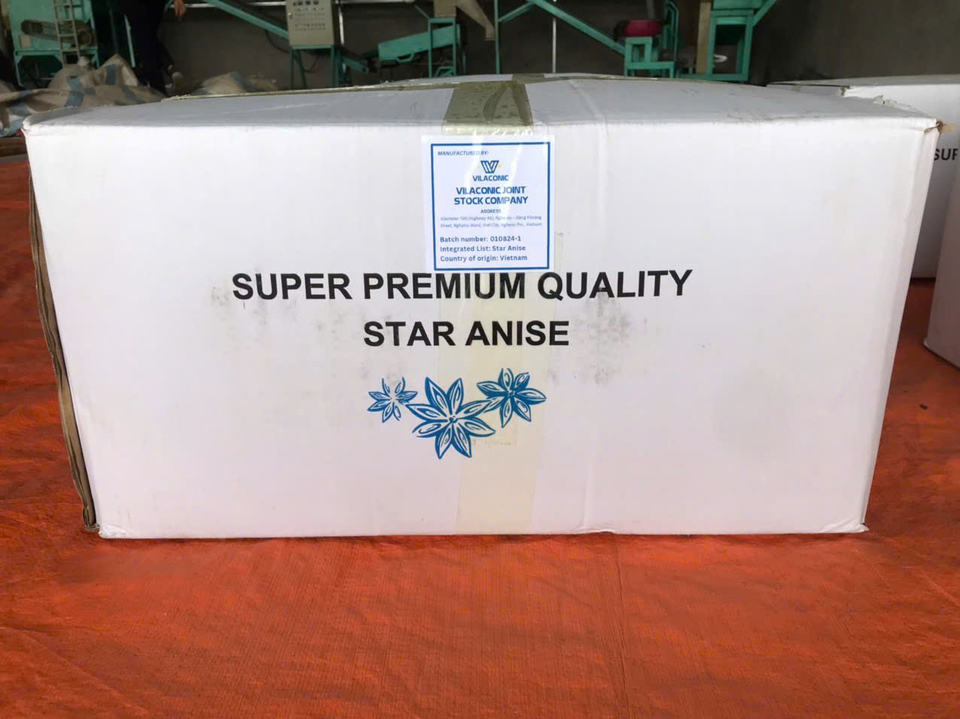 MANUFACTURED BY:
VILACONIC
VILACONIC JOINT
STOCK COMPANY
ADDRESS
Batch number: 010824-1
Integrated List: Star Anise
Country of origin: Vietnam
SUPER PREMIUM QUALITY
STAR ANISE
SUP